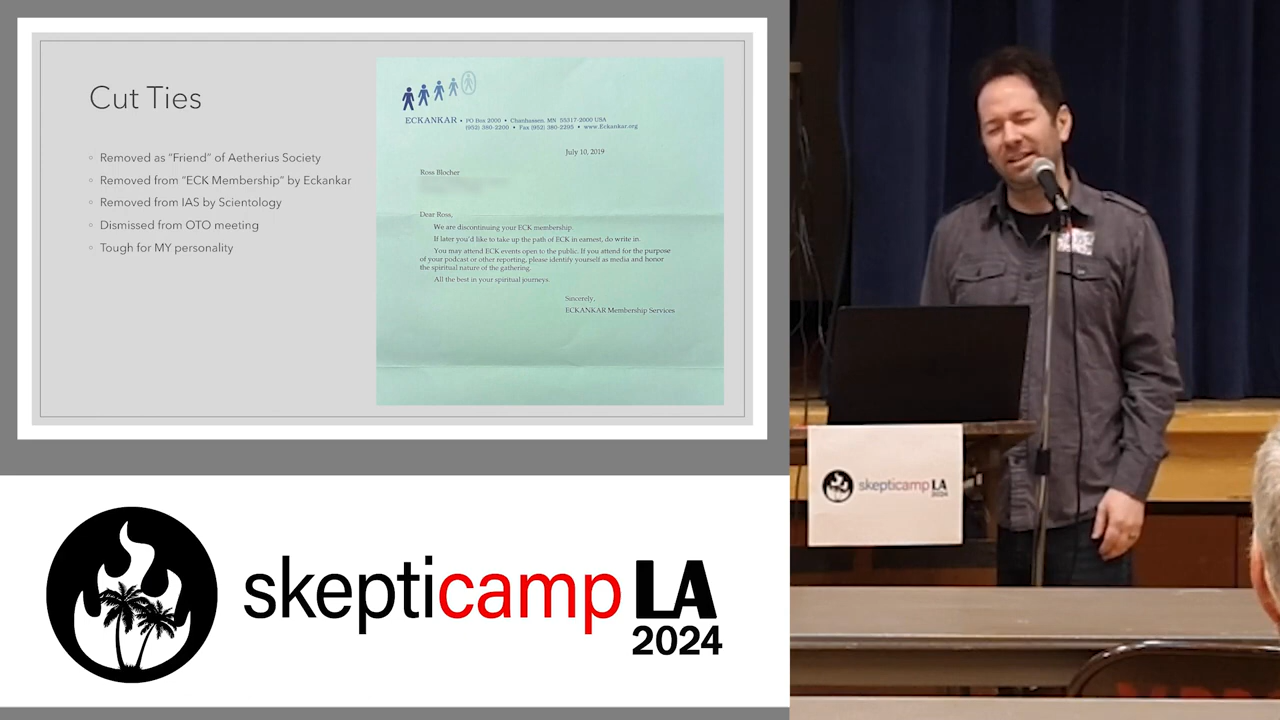 Cut Ties
Removed as “Friend” of Aetherius Society
Removed from “ECK Membership” by Eckankar
Removed from IAS by Scientology
Dismissed from OTO meeting
Tough for MY personality
ECKANKAR • PO Box 2000 • Chanhassen, MN 55317-2000 USA
(952) 380-2200 • Fax (952) 380-2295 • www.Eckankar.org
July 10, 2019
Ross Blocher
Dear Ross,
We are discontinuing your ECK membership.
If later you'd like to take up the path of ECK in earnest, do write in.
You may attend ECK events open to the public. If you attend for the purpose
of your podcast or other reporting, please identify yourself as media and honor
the spiritual nature of the gathering.
All the best in your spiritual journeys.
Sincerely,
ECKANKAR Membership Services
skepticamp LA
2024
skepticamp LA
2024